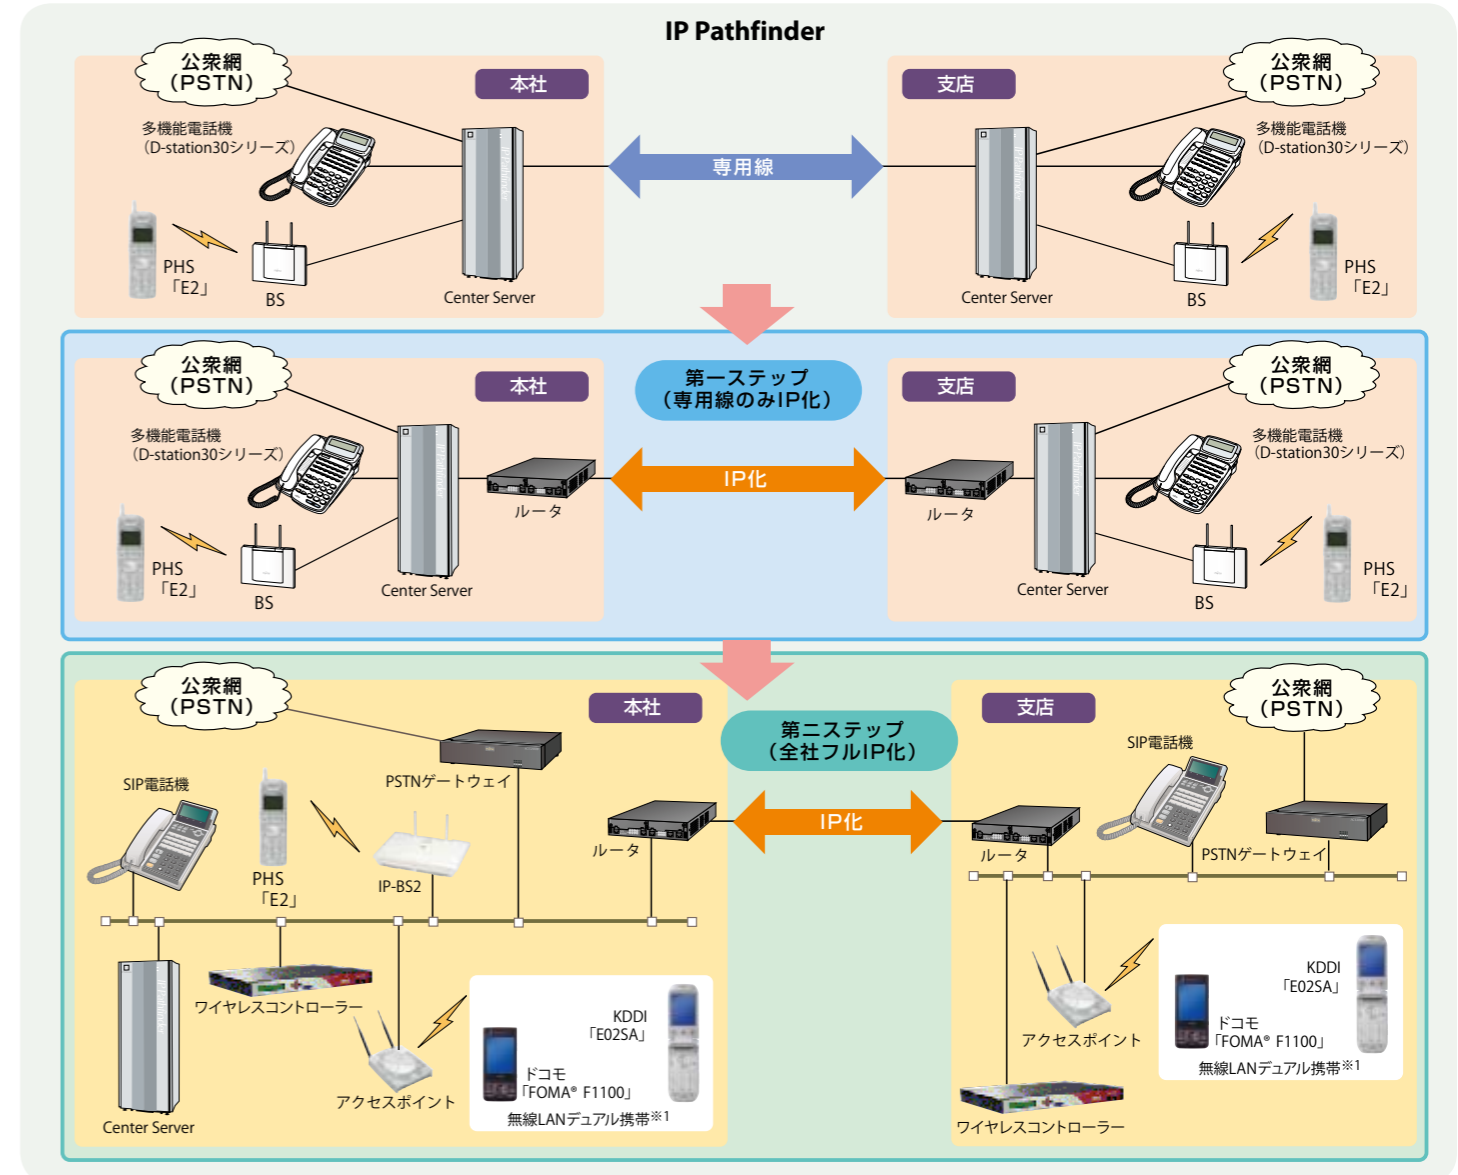 IP Pathfinder
公衆網
(PSTN)
本社
多機能電話機
（D-station30シリーズ）
IP Pathfinder
PHS
「E2」
BS
Center Server
専用線
支店
公衆網
(PSTN)
多機能電話機
（D-station30シリーズ）
IP Pathfinder
Center Server
BS
PHS
「E2」
第一ステップ
（専用線のみIP化）
公衆網
(PSTN)
本社
多機能電話機
（D-station30シリーズ）
IP Pathfinder
ルータ
PHS
「E2」
BS
Center Server
IP化
支店
公衆網
(PSTN)
多機能電話機
（D-station30シリーズ）
IP Pathfinder
ルータ
Center Server
BS
PHS
「E2」
第二ステップ
（全社フルIP化）
公衆網
(PSTN)
本社
PSTNゲートウェイ
SIP電話機
PHS
「E2」
IP-BS2
ルータ
IP Pathfinder
Center Server
ワイヤレスコントローラー
アクセスポイント
KDDI
「E02SA」
ドコモ
「FOMA® F1100」
無線LANデュアル携帯※1
IP化
支店
公衆網
(PSTN)
SIP電話機
ルータ
PSTNゲートウェイ
アクセスポイント
KDDI
「E02SA」
ドコモ
「FOMA® F1100」
無線LANデュアル携帯※1
ワイヤレスコントローラー